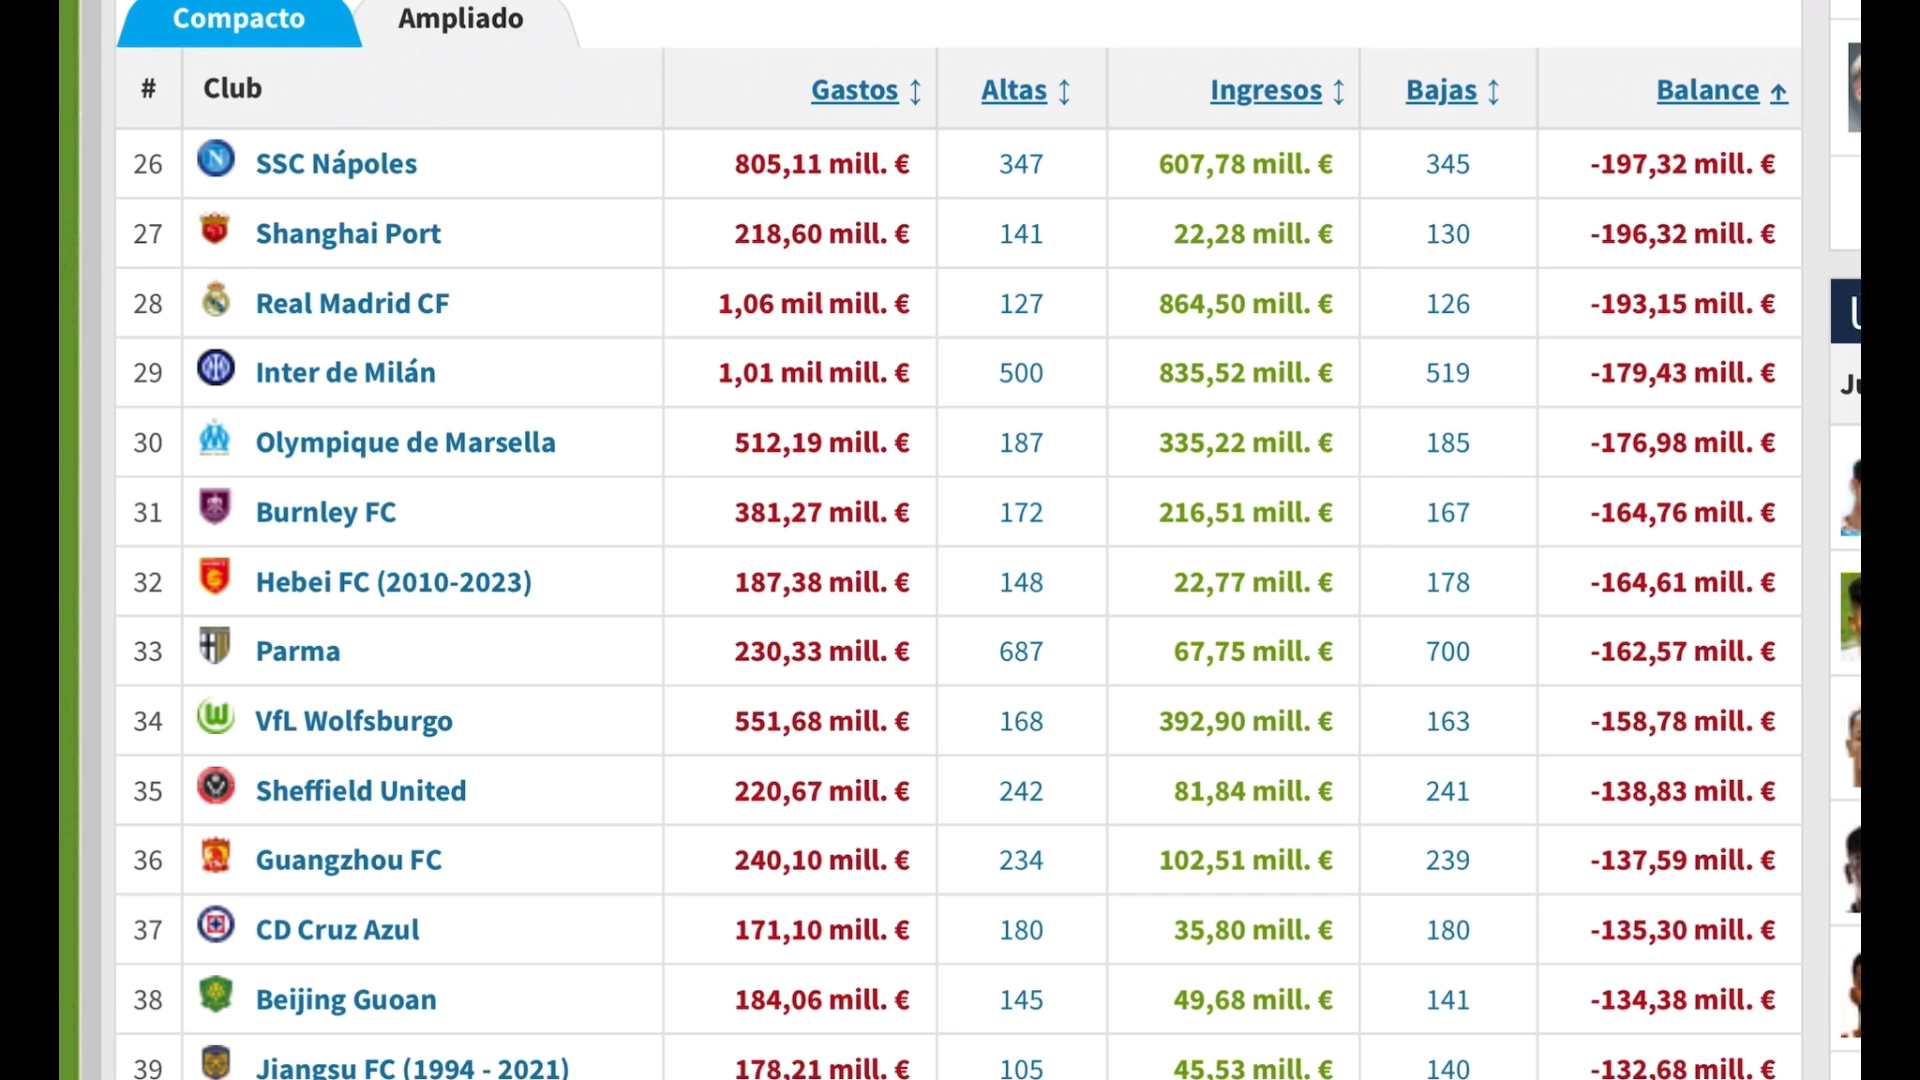 Compacto Ampliado
# Club Gastos ↕ Altas ↕ Ingresos ↕ Bajas ↕ Balance ↑
26 SSC Nápoles 805,11 mill. € 347 607,78 mill. € 345 -197,32 mill. €
27 Shanghai Port 218,60 mill. € 141 22,28 mill. € 130 -196,32 mill. €
28 Real Madrid CF 1,06 mil mill. € 127 864,50 mill. € 126 -193,15 mill. €
29 Inter de Milán 1,01 mil mill. € 500 835,52 mill. € 519 -179,43 mill. €
30 Olympique de Marsella 512,19 mill. € 187 335,22 mill. € 185 -176,98 mill. €
31 Burnley FC 381,27 mill. € 172 216,51 mill. € 167 -164,76 mill. €
32 Hebei FC (2010-2023) 187,38 mill. € 148 22,77 mill. € 178 -164,61 mill. €
33 Parma 230,33 mill. € 687 67,75 mill. € 700 -162,57 mill. €
34 VfL Wolfsburgo 551,68 mill. € 168 392,90 mill. € 163 -158,78 mill. €
35 Sheffield United 220,67 mill. € 242 81,84 mill. € 241 -138,83 mill. €
36 Guangzhou FC 240,10 mill. € 234 102,51 mill. € 239 -137,59 mill. €
37 CD Cruz Azul 171,10 mill. € 180 35,80 mill. € 180 -135,30 mill. €
38 Beijing Guoan 184,06 mill. € 145 49,68 mill. € 141 -134,38 mill. €
39 Jiangsu FC (1994 - 2021) 178,21 mill. € 105 45,53 mill. € 140 -132,68 mill. €